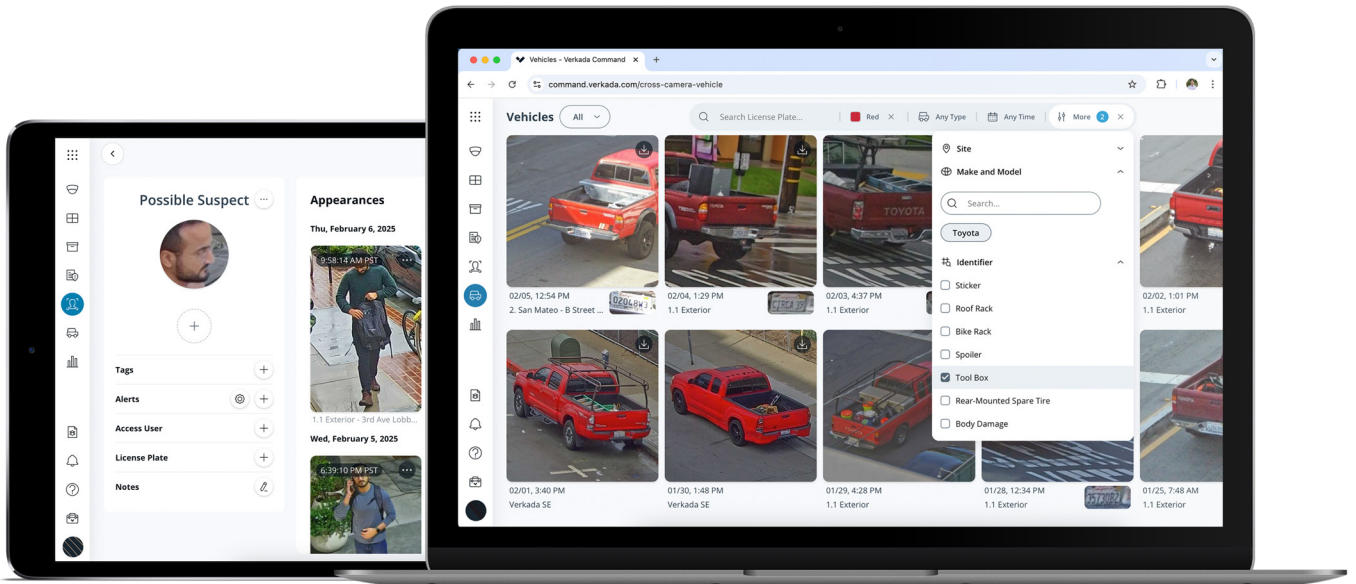 Possible Suspect
Tags
Alerts
Access User
License Plate
Notes
Appearances
Thu, February 6, 2025
9:58:14 AM PST
1.1 Exterior - 3rd Ave Lobb...
Wed, February 5, 2025
6:39:10 PM PST
Vehicles - Verkada Command
command.verkada.com/cross-camera-vehicle
Vehicles
All
Search License Plate...
Red
Any Type
Any Time
More 2
Site
Make and Model
Search...
Toyota
Identifier
Sticker
Roof Rack
Bike Rack
Spoiler
Tool Box
Rear-Mounted Spare Tire
Body Damage
TOYOTA
02/05, 12:54 PM
2. San Mateo - B Street ...
02/04, 1:29 PM
1.1 Exterior
02/03, 4:37 PM
1.1 Exterior
02/02, 1:01 PM
1.1 Exterior
02/01, 3:40 PM
Verkada SE
01/30, 1:48 PM
Verkada SE
01/29, 4:28 PM
1.1 Exterior
01/28, 12:34 PM
1.1 Exterior
01/25, 7:48 AM
1.1 Exterior